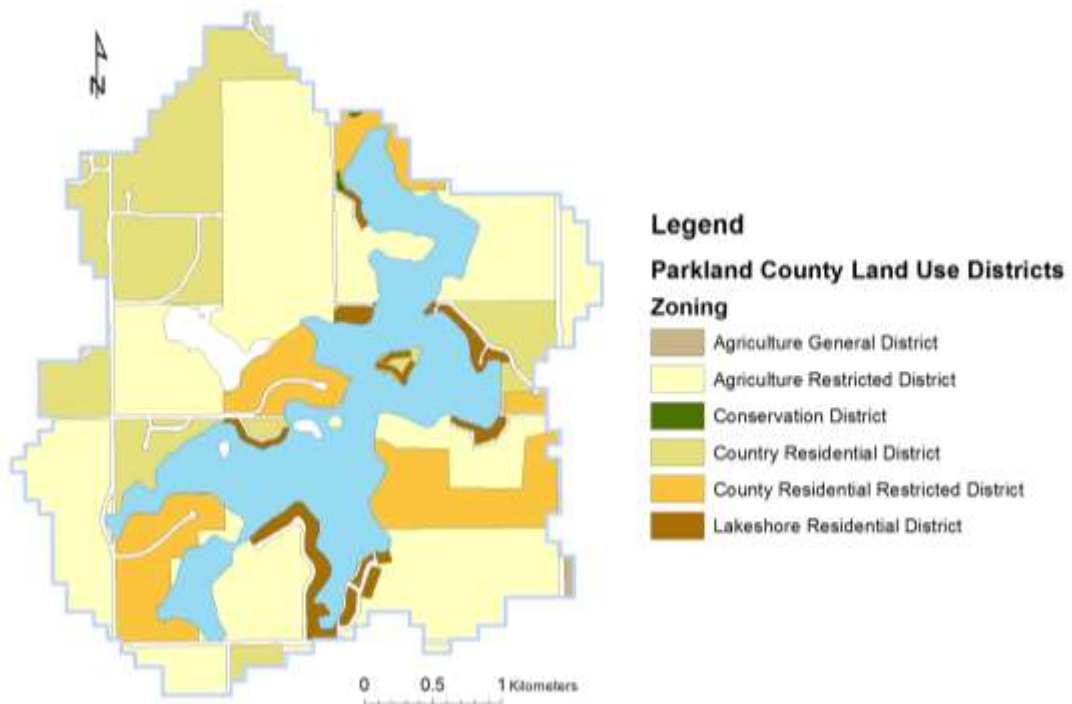 N
Legend
Parkland County Land Use Districts
Zoning
Agriculture General District
Agriculture Restricted District
Conservation District
Country Residential District
County Residential Restricted District
Lakeshore Residential District
0 0.5 1 Kilometers